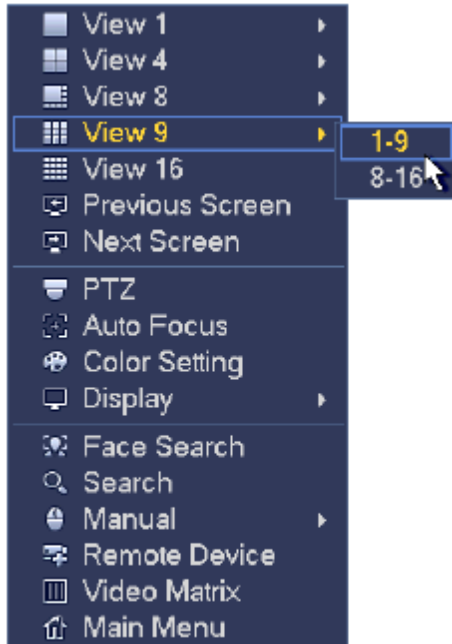 View 1
View 4
View 8
View 9
1-9
View 16
8-16
Previous Screen
Next Screen
PTZ
Auto Focus
Color Setting
Display
Face Search
Search
Manual
Remote Device
Video Matrix
Main Menu